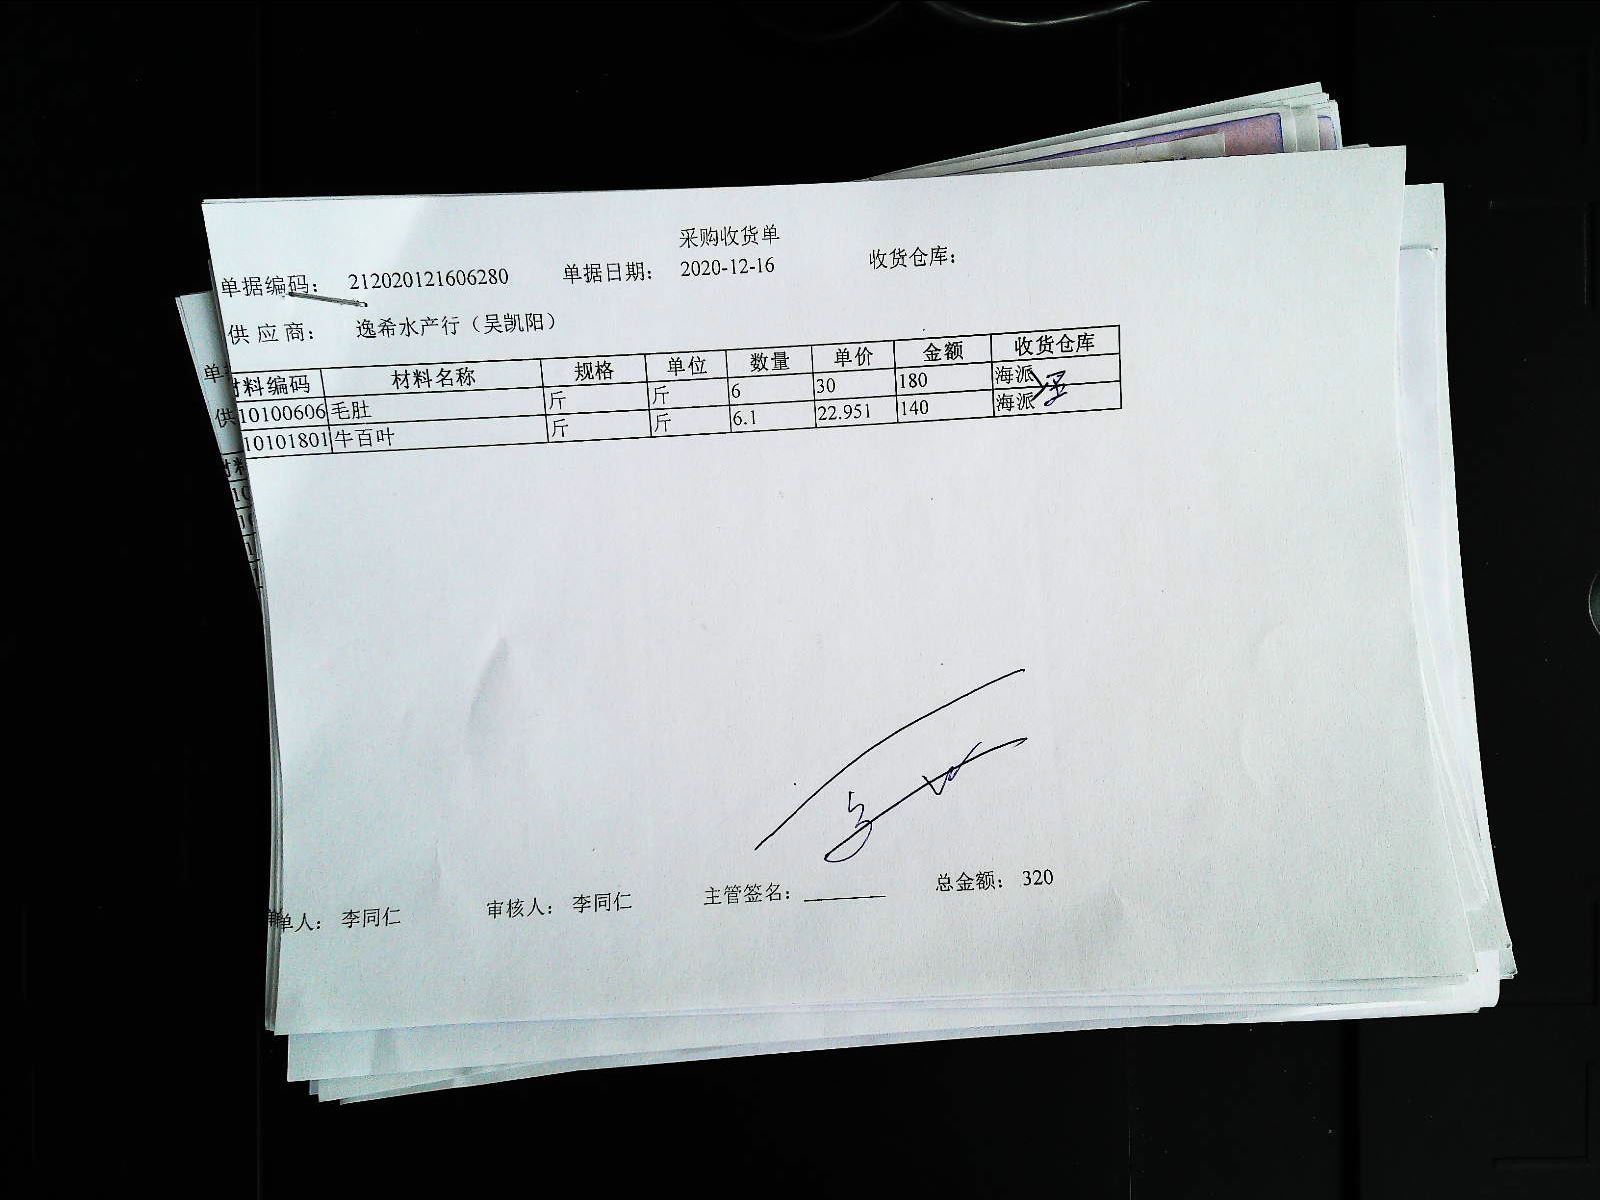 采购收货单
单据编码： 212020121606280 单据日期： 2020-12-16 收货仓库：
供应商： 逸希水产行（吴凯阳）
材料编码 材料名称 规格 单位 数量 单价 金额 收货仓库
10100606 毛肚 斤 斤 6 30 180 海派
10101801 牛百叶 斤 斤 6.1 22.951 140 海派
单人： 李同仁 审核人： 李同仁 主管签名： 总金额： 320